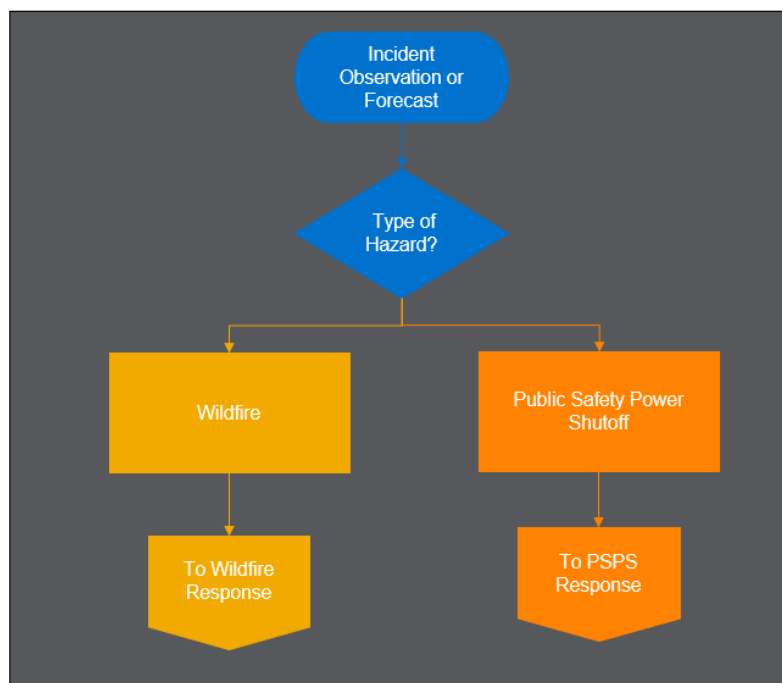 Incident
Observation or
Forecast
Type of
Hazard?
Wildfire
Public Safety Power
Shutoff
To Wildfire
Response
To PSPS
Response